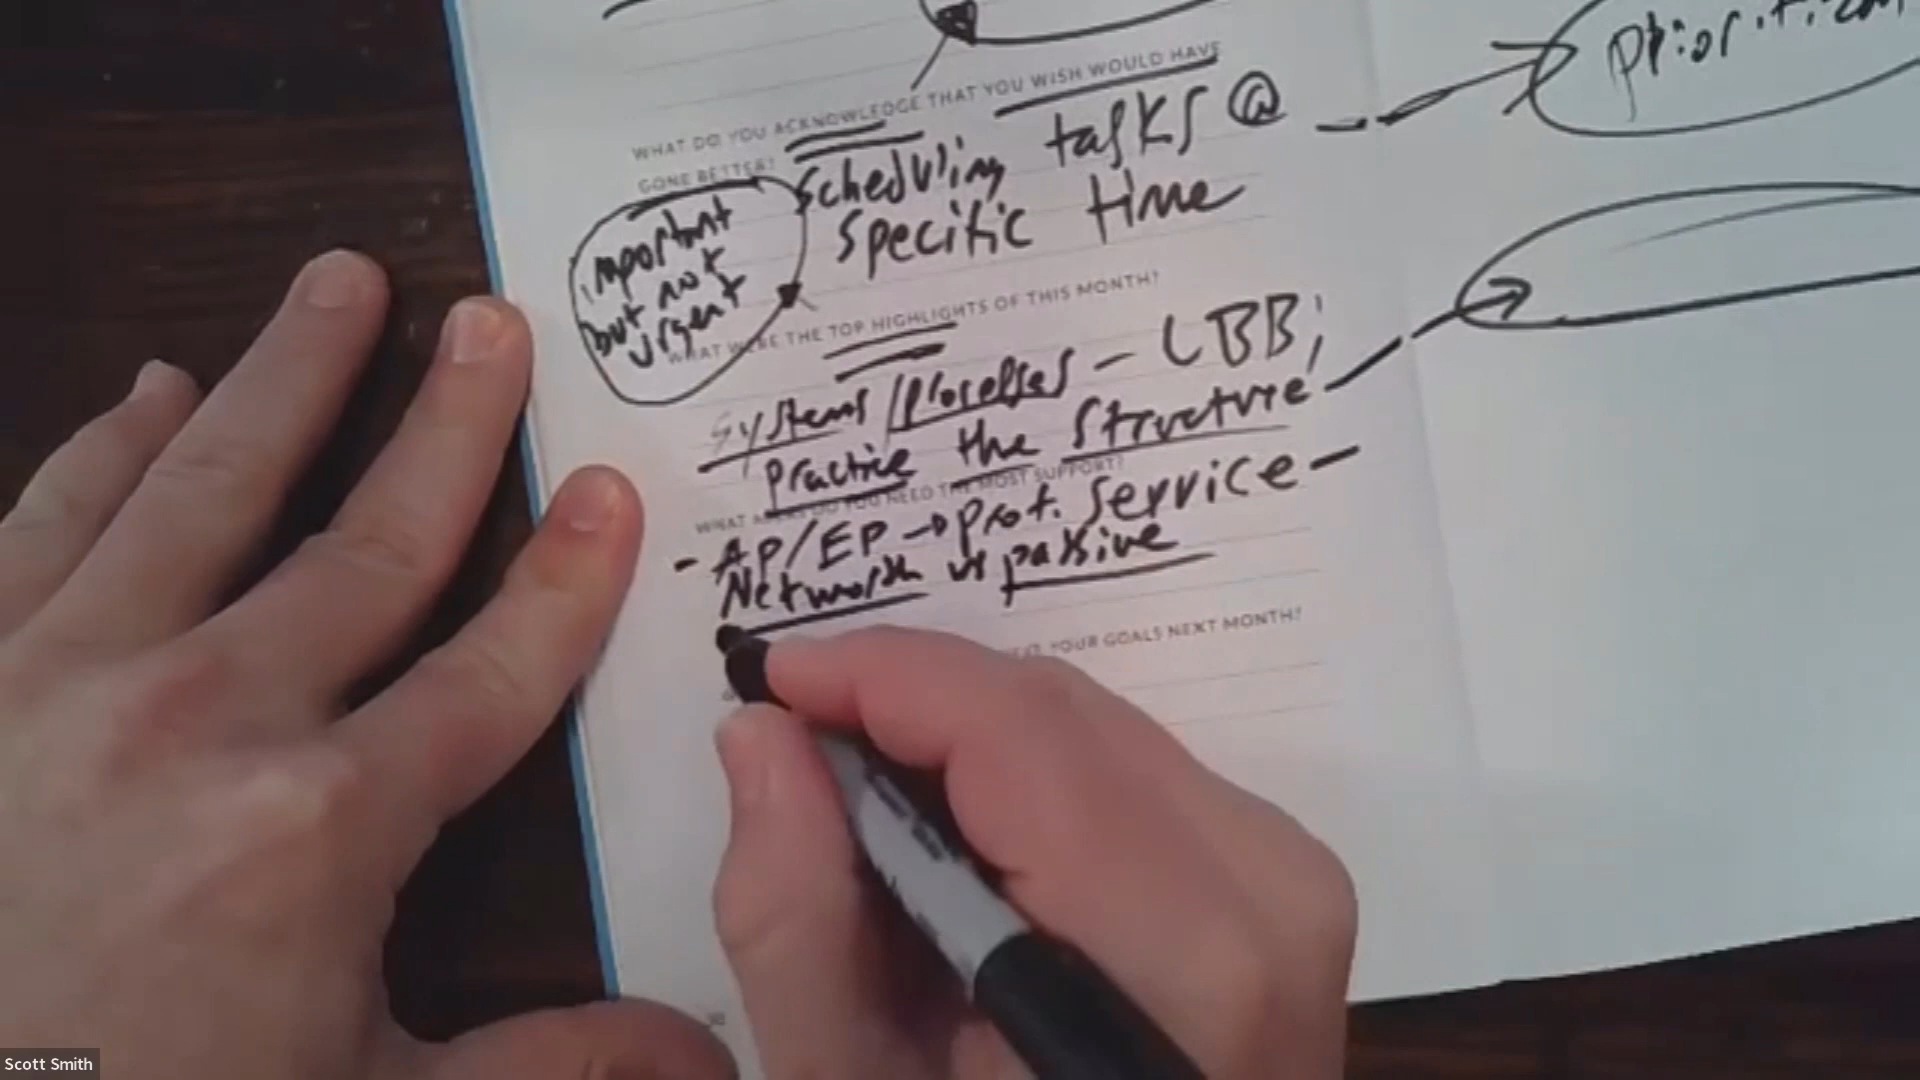 prioritizin
WHAT DO YOU ACKNOWLEDGE THAT YOU WISH WOULD HAVE
GONE BETTER?
scheduling tasks @
specific time
important
but not
urgent
WHAT WERE THE TOP HIGHLIGHTS OF THIS MONTH?
systems/processes - LBB;
practice the structure
WHAT AREAS DO YOU NEED THE MOST SUPPORT?
- AP/EP → prof. service -
Networth vs passive
YOUR GOALS NEXT MONTH?
Scott Smith